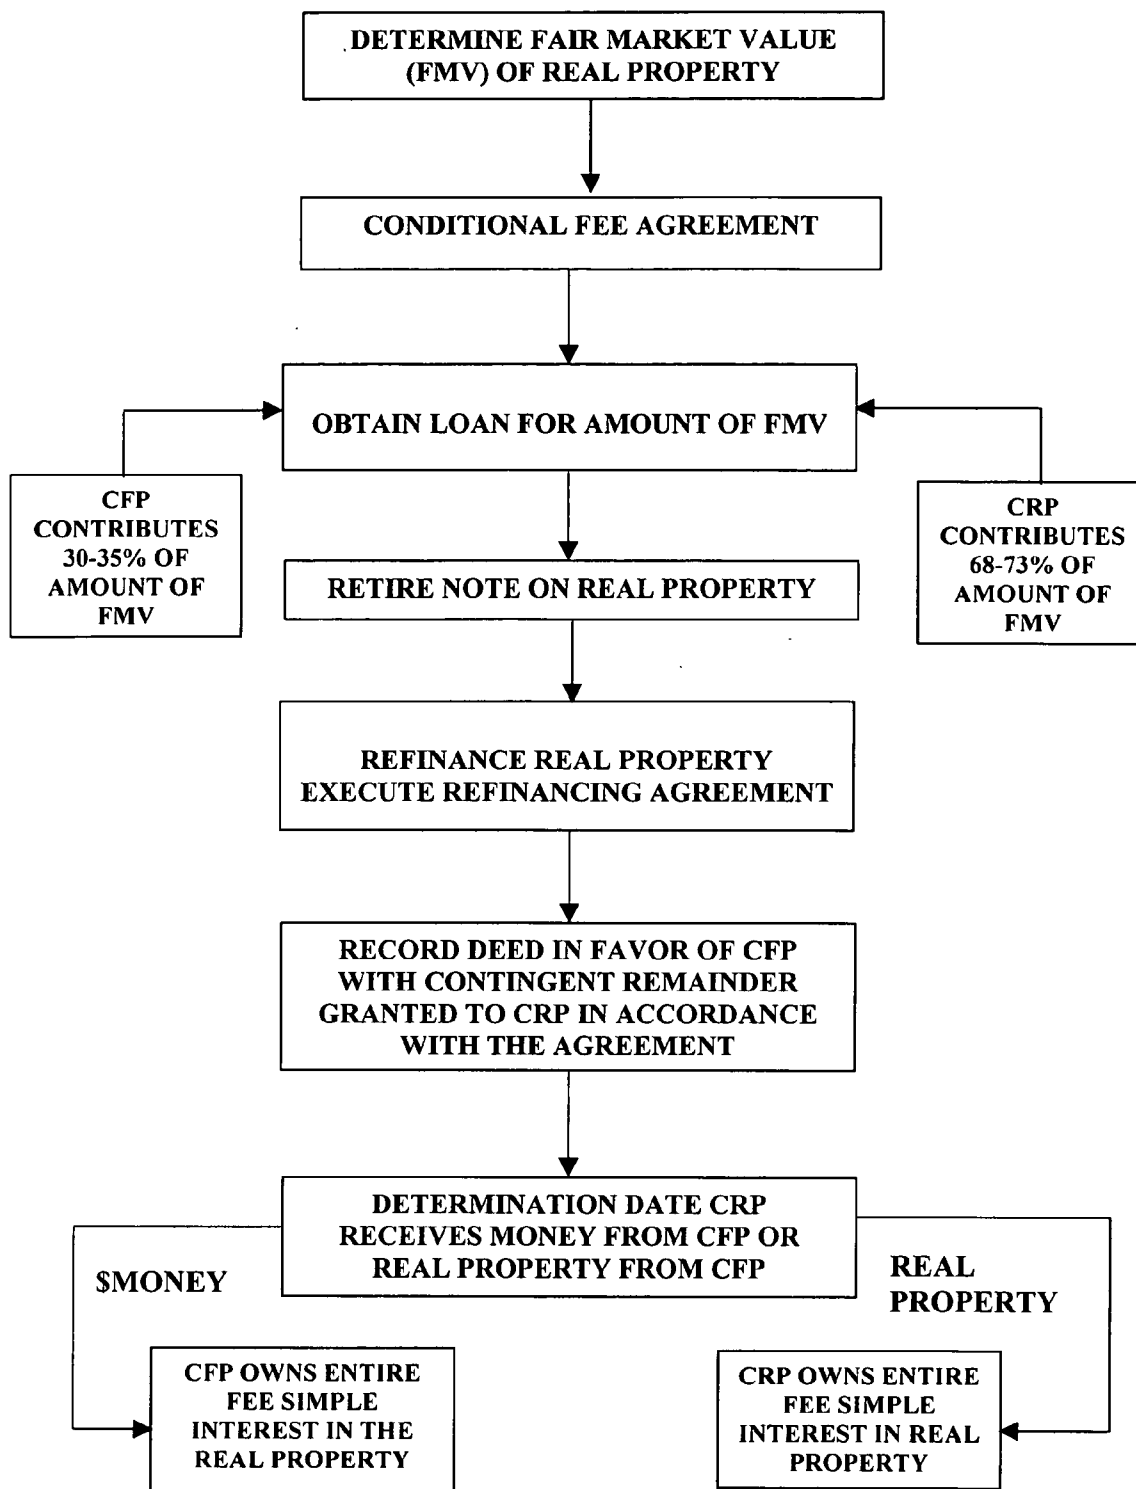 DETERMINE FAIR MARKET VALUE
(FMV) OF REAL PROPERTY
CONDITIONAL FEE AGREEMENT
OBTAIN LOAN FOR AMOUNT OF FMV
CFP
CONTRIBUTES
30-35% OF
AMOUNT OF
FMV
CRP
CONTRIBUTES
68-73% OF
AMOUNT OF
FMV
RETIRE NOTE ON REAL PROPERTY
REFINANCE REAL PROPERTY
EXECUTE REFINANCING AGREEMENT
RECORD DEED IN FAVOR OF CFP
WITH CONTINGENT REMAINDER
GRANTED TO CRP IN ACCORDANCE
WITH THE AGREEMENT
DETERMINATION DATE CRP
RECEIVES MONEY FROM CFP OR
REAL PROPERTY FROM CFP
$MONEY
REAL
PROPERTY
CFP OWNS ENTIRE
FEE SIMPLE
INTEREST IN THE
REAL PROPERTY
CRP OWNS ENTIRE
FEE SIMPLE
INTEREST IN REAL
PROPERTY